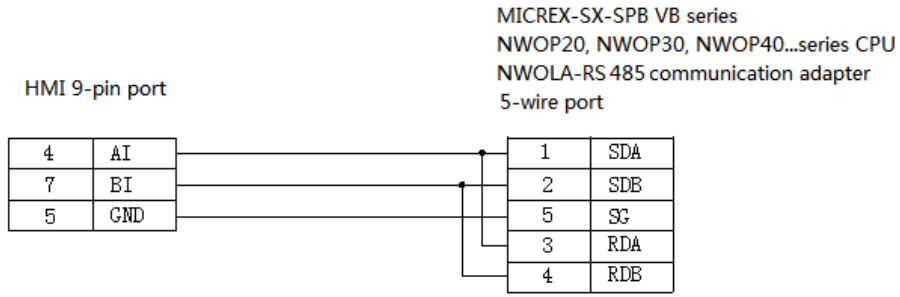 MICREX-SX-SPB VB series
NWOP20, NWOP30, NWOP40...series CPU
NWOLA-RS 485 communication adapter
5-wire port
HMI 9-pin port
4 AI
7 BI
5 GND
1 SDA
2 SDB
5 SG
3 RDA
4 RDB